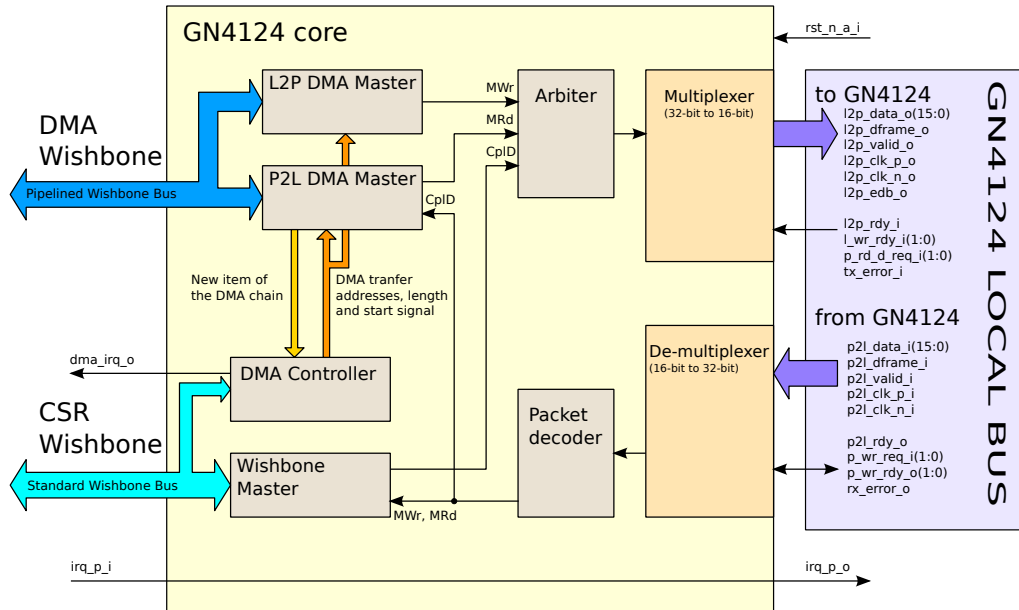 GN4124 core
rst_n_a_i
L2P DMA Master
MWr
Arbiter
Multiplexer
(32-bit to 16-bit)
to GN4124
l2p_data_o(15:0)
l2p_dframe_o
l2p_valid_o
l2p_clk_p_o
l2p_clk_n_o
l2p_edb_o
DMA
Wishbone
MRd
CplD
Pipelined Wishbone Bus
P2L DMA Master
CplD
l2p_rdy_i
l_wr_rdy_i(1:0)
p_rd_d_req_i(1:0)
tx_error_i
GN4124 LOCAL BUS
New item of
the DMA chain
DMA tranfer
addresses, length
and start signal
from GN4124
p2l_data_i(15:0)
p2l_dframe_i
p2l_valid_i
p2l_clk_p_i
p2l_clk_n_i
De-multiplexer
(16-bit to 32-bit)
dma_irq_o
DMA Controller
CSR
Wishbone
Packet
decoder
p2l_rdy_o
p_wr_req_i(1:0)
p_wr_rdy_o(1:0)
rx_error_o
Standard Wishbone Bus
Wishbone
Master
MWr, MRd
irq_p_i
irq_p_o